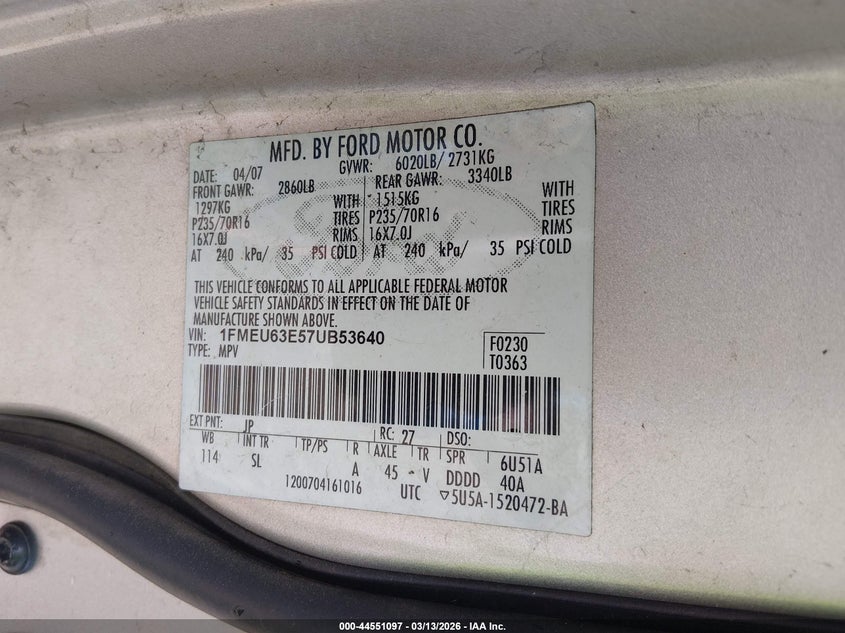 MFD. BY FORD MOTOR CO.
DATE: 04/07 GVWR: 6020LB/ 2731KG
FRONT GAWR: 2860LB REAR GAWR: 3340LB
1297KG WITH 1515KG WITH
P235/70R16 TIRES P235/70R16 TIRES
16X7.0J RIMS 16X7.0J RIMS
AT 240 kPa/ 35 PSI COLD AT 240 kPa/ 35 PSI COLD
THIS VEHICLE CONFORMS TO ALL APPLICABLE FEDERAL MOTOR
VEHICLE SAFETY STANDARDS IN EFFECT ON THE DATE OF
MANUFACTURE SHOWN ABOVE.
VIN: 1FMEU63E57UB53640 F0230
TYPE: MPV T0363
EXT PNT: JP RC: 27 DSO:
WB INT TR TP/PS R AXLE TR SPR 6U51A
114 SL A 45 - V DDDD 40A
1200704161016 UTC ▽5U5A-1520472-BA
000-44551097 - 03/13/2026 - IAA Inc.